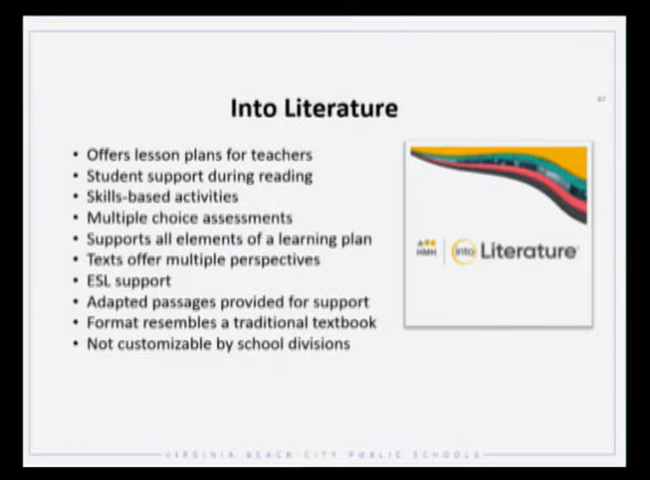 Into Literature
• Offers lesson plans for teachers
• Student support during reading
• Skills-based activities
• Multiple choice assessments
• Supports all elements of a learning plan
• Texts offer multiple perspectives
• ESL support
• Adapted passages provided for support
• Format resembles a traditional textbook
• Not customizable by school divisions
HMH into Literature
VIRGINIA BEACH CITY PUBLIC SCHOOLS